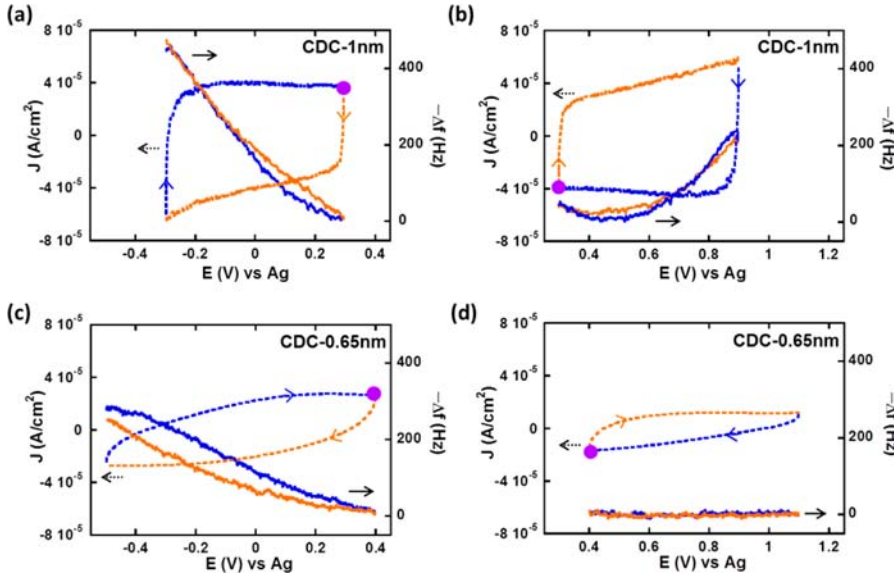 (a)
CDC-1nm
8 10⁻⁵
4 10⁻⁵
0
-4 10⁻⁵
-8 10⁻⁵
J (A/cm²)
400
200
0
−Δf (Hz)
-0.4 -0.2 0 0.2 0.4
E (V) vs Ag
(b)
CDC-1nm
8 10⁻⁵
4 10⁻⁵
0
-4 10⁻⁵
-8 10⁻⁵
J (A/cm²)
400
200
0
−Δf (Hz)
0.4 0.6 0.8 1 1.2
E (V) vs Ag
(c)
CDC-0.65nm
8 10⁻⁵
4 10⁻⁵
0
-4 10⁻⁵
-8 10⁻⁵
J (A/cm²)
400
200
0
−Δf (Hz)
-0.4 -0.2 0 0.2 0.4
E (V) vs Ag
(d)
CDC-0.65nm
8 10⁻⁵
4 10⁻⁵
0
-4 10⁻⁵
-8 10⁻⁵
J (A/cm²)
400
200
0
−Δf (Hz)
0.4 0.6 0.8 1 1.2
E (V) vs Ag